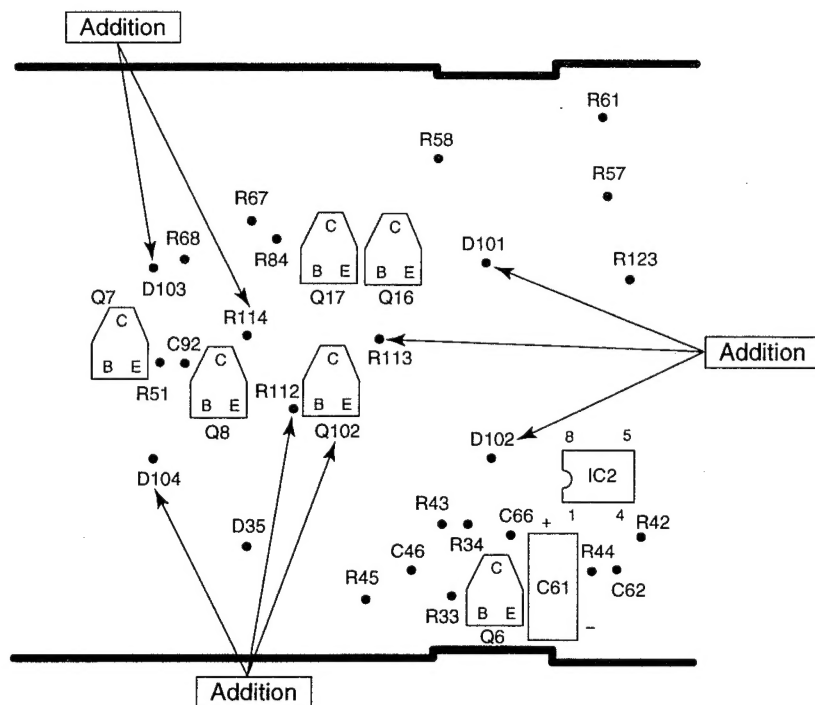 Addition
R61
R58
R57
R67
R68
R84
C
B E
Q17
C
B E
Q16
D101
R123
D103
Q7
C
B E
R114
C92
R51
C
B E
Q8
R112
C
B E
Q102
R113
Addition
D102
8 5
IC2
1 4
D104
D35
R43
R34
C66
R42
C46
R45
R33
C
B E
Q6
+
C61
−
R44
C62
Addition